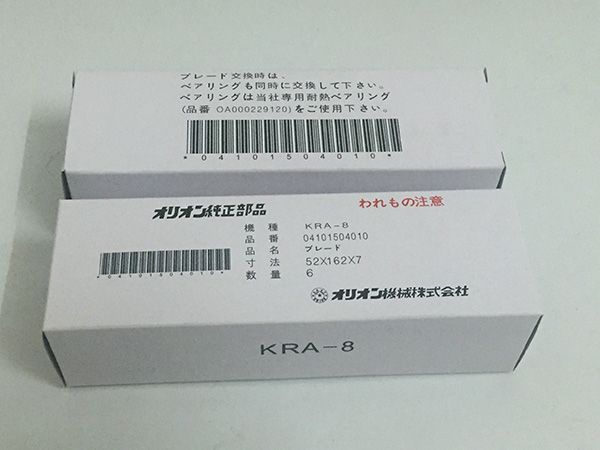 ブレード交換時は、
ベアリングも同時に交換して下さい。
ベアリングは当社専用耐熱ベアリング
(品番 OA000229120)をご使用下さい。
*04101504010*
オリオン純正部品
われもの注意
機種 KRA-8
品番 04101504010
品名 ブレード
寸法 52X162X7
数量 6
*04101504010*
オリオン機械株式会社
KRA-8